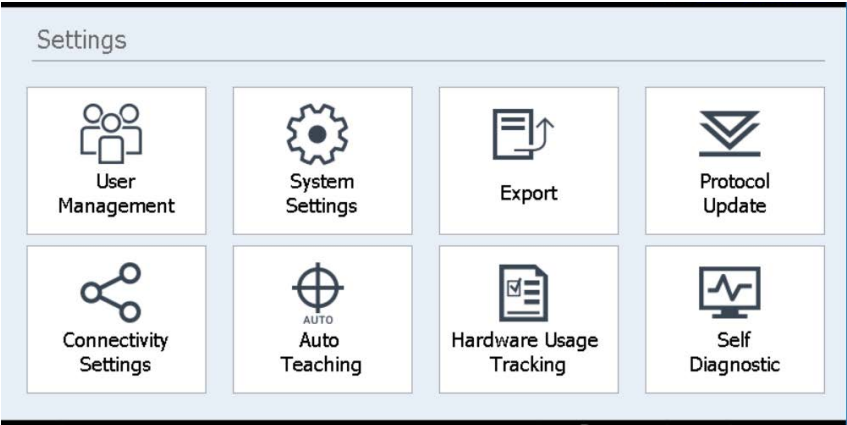 Settings
User
Management
System
Settings
Export
Protocol
Update
Connectivity
Settings
AUTO
Auto
Teaching
Hardware Usage
Tracking
Self
Diagnostic